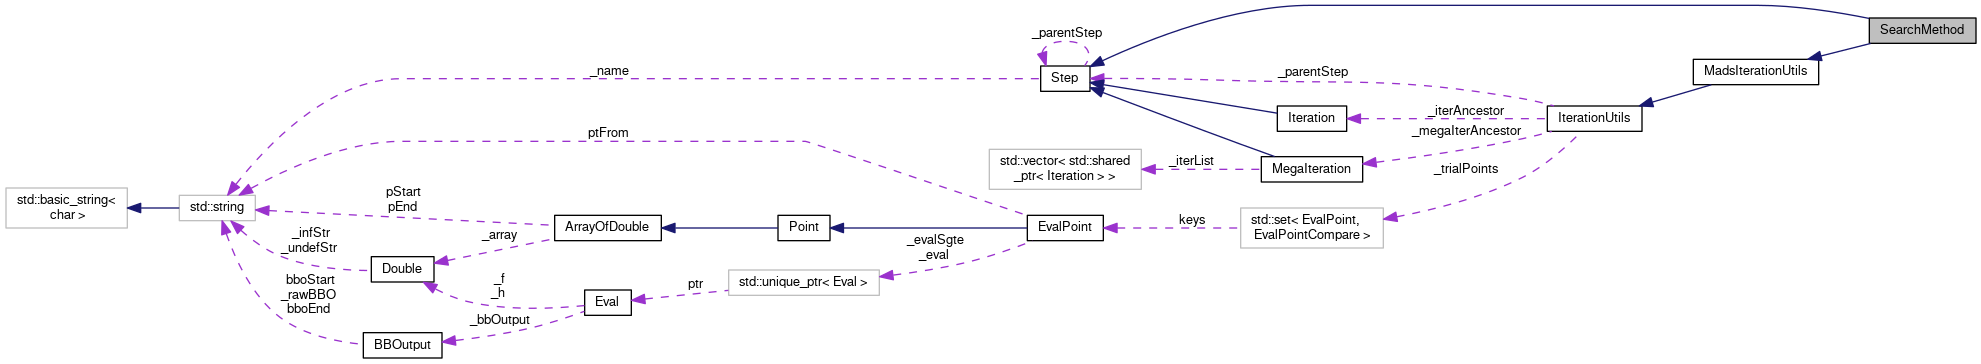 SearchMethod
_parentStep
_name
Step
_parentStep
MadsIterationUtils
_iterAncestor
Iteration
IterationUtils
ptFrom
_megaIterAncestor
std::vector< std::shared
_ptr< Iteration > >
_iterList
MegaIteration
_trialPoints
std::basic_string<
char >
std::string
pStart
pEnd
ArrayOfDouble
Point
EvalPoint
keys
std::set< EvalPoint,
EvalPointCompare >
_infStr
_undefStr
_array
_evalSgte
_eval
Double
bboStart
_rawBBO
bboEnd
_f
_h
Eval
ptr
std::unique_ptr< Eval >
_bbOutput
BBOutput